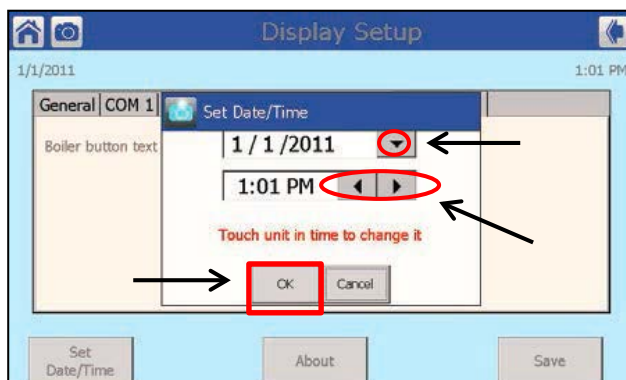 Display Setup
1/1/2011 1:01 PM
General COM 1
Set Date/Time
Boiler button text
1 / 1 /2011
1:01 PM
Touch unit in time to change it
OK Cancel
Set Date/Time About Save